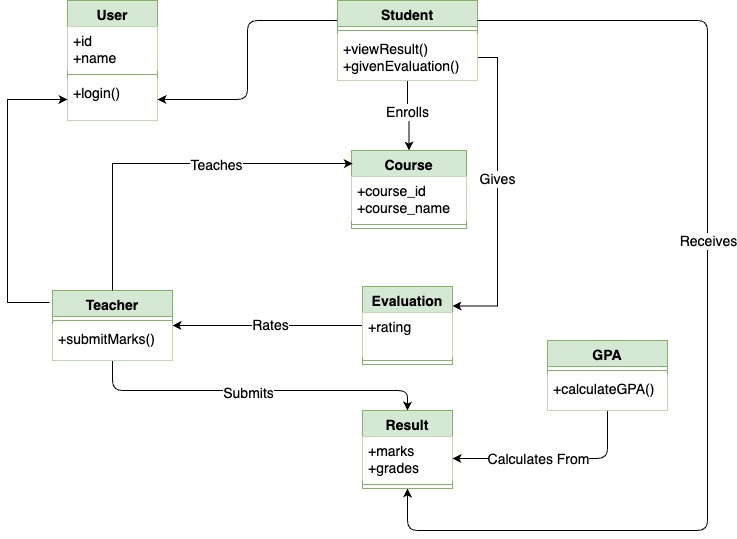 User
+id
+name
+login()
Student
+viewResult()
+givenEvaluation()
Enrolls
Teaches
Course
+course_id
+course_name
Gives
Receives
Teacher
+submitMarks()
Rates
Evaluation
+rating
GPA
+calculateGPA()
Submits
Result
+marks
+grades
Calculates From